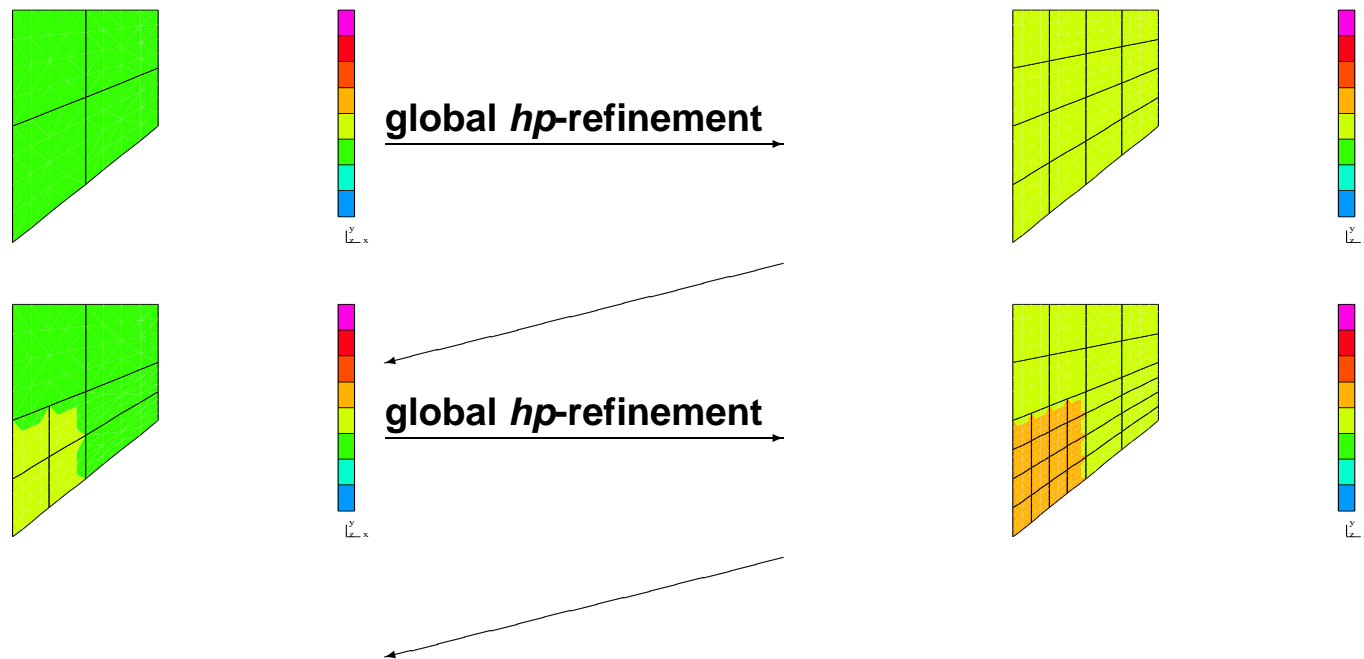 global hp-refinement
y
z x
y
z
global hp-refinement
y
z x
y
z